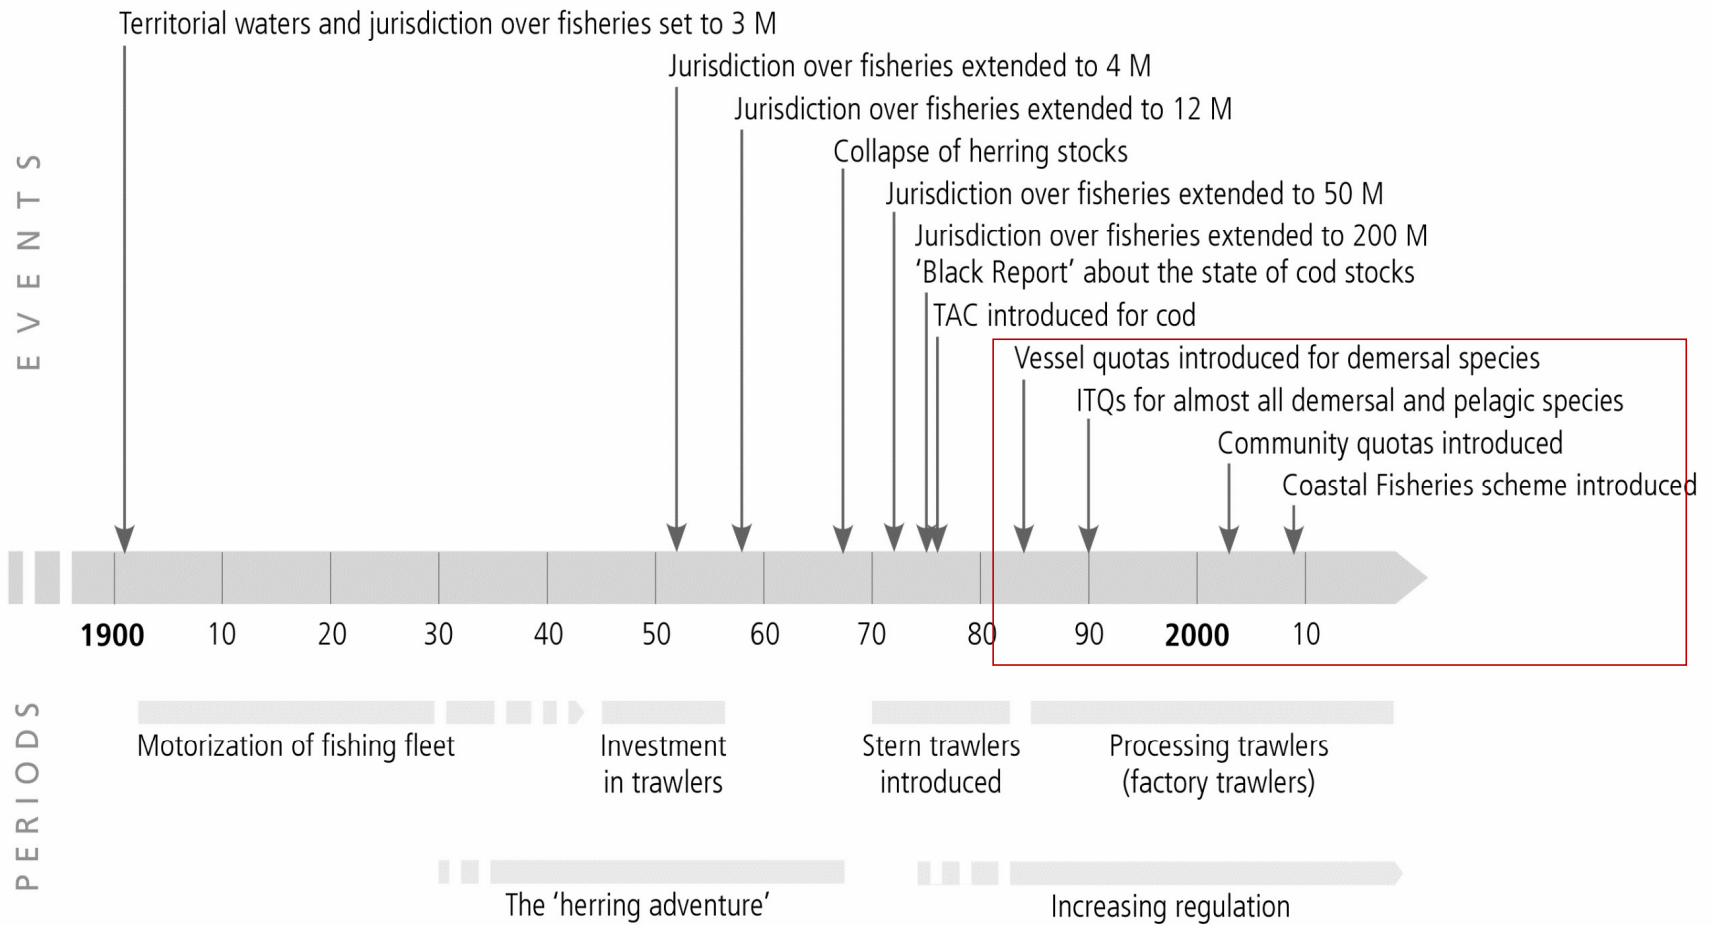 Territorial waters and jurisdiction over fisheries set to 3 M
Jurisdiction over fisheries extended to 4 M
Jurisdiction over fisheries extended to 12 M
Collapse of herring stocks
Jurisdiction over fisheries extended to 50 M
Jurisdiction over fisheries extended to 200 M
‘Black Report’ about the state of cod stocks
TAC introduced for cod
Vessel quotas introduced for demersal species
ITQs for almost all demersal and pelagic species
Community quotas introduced
Coastal Fisheries scheme introduced
EVENTS
1900 10 20 30 40 50 60 70 80 90 2000 10
PERIODS
Motorization of fishing fleet
Investment
in trawlers
Stern trawlers
introduced
Processing trawlers
(factory trawlers)
The ‘herring adventure’
Increasing regulation